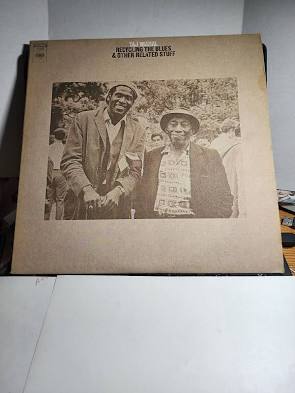 TAJ MAHAL
RECYCLING THE BLUES
& OTHER RELATED STUFF